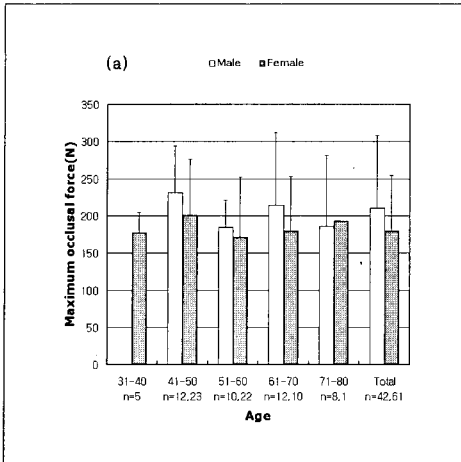 (a)
Male Female
350
300
250
200
150
100
50
0
Maximum occlusal force(N)
31-40 41-50 51-60 61-70 71-80 Total
n=5 n=12,23 n=10,22 n=12,10 n=8,1 n=42,61
Age